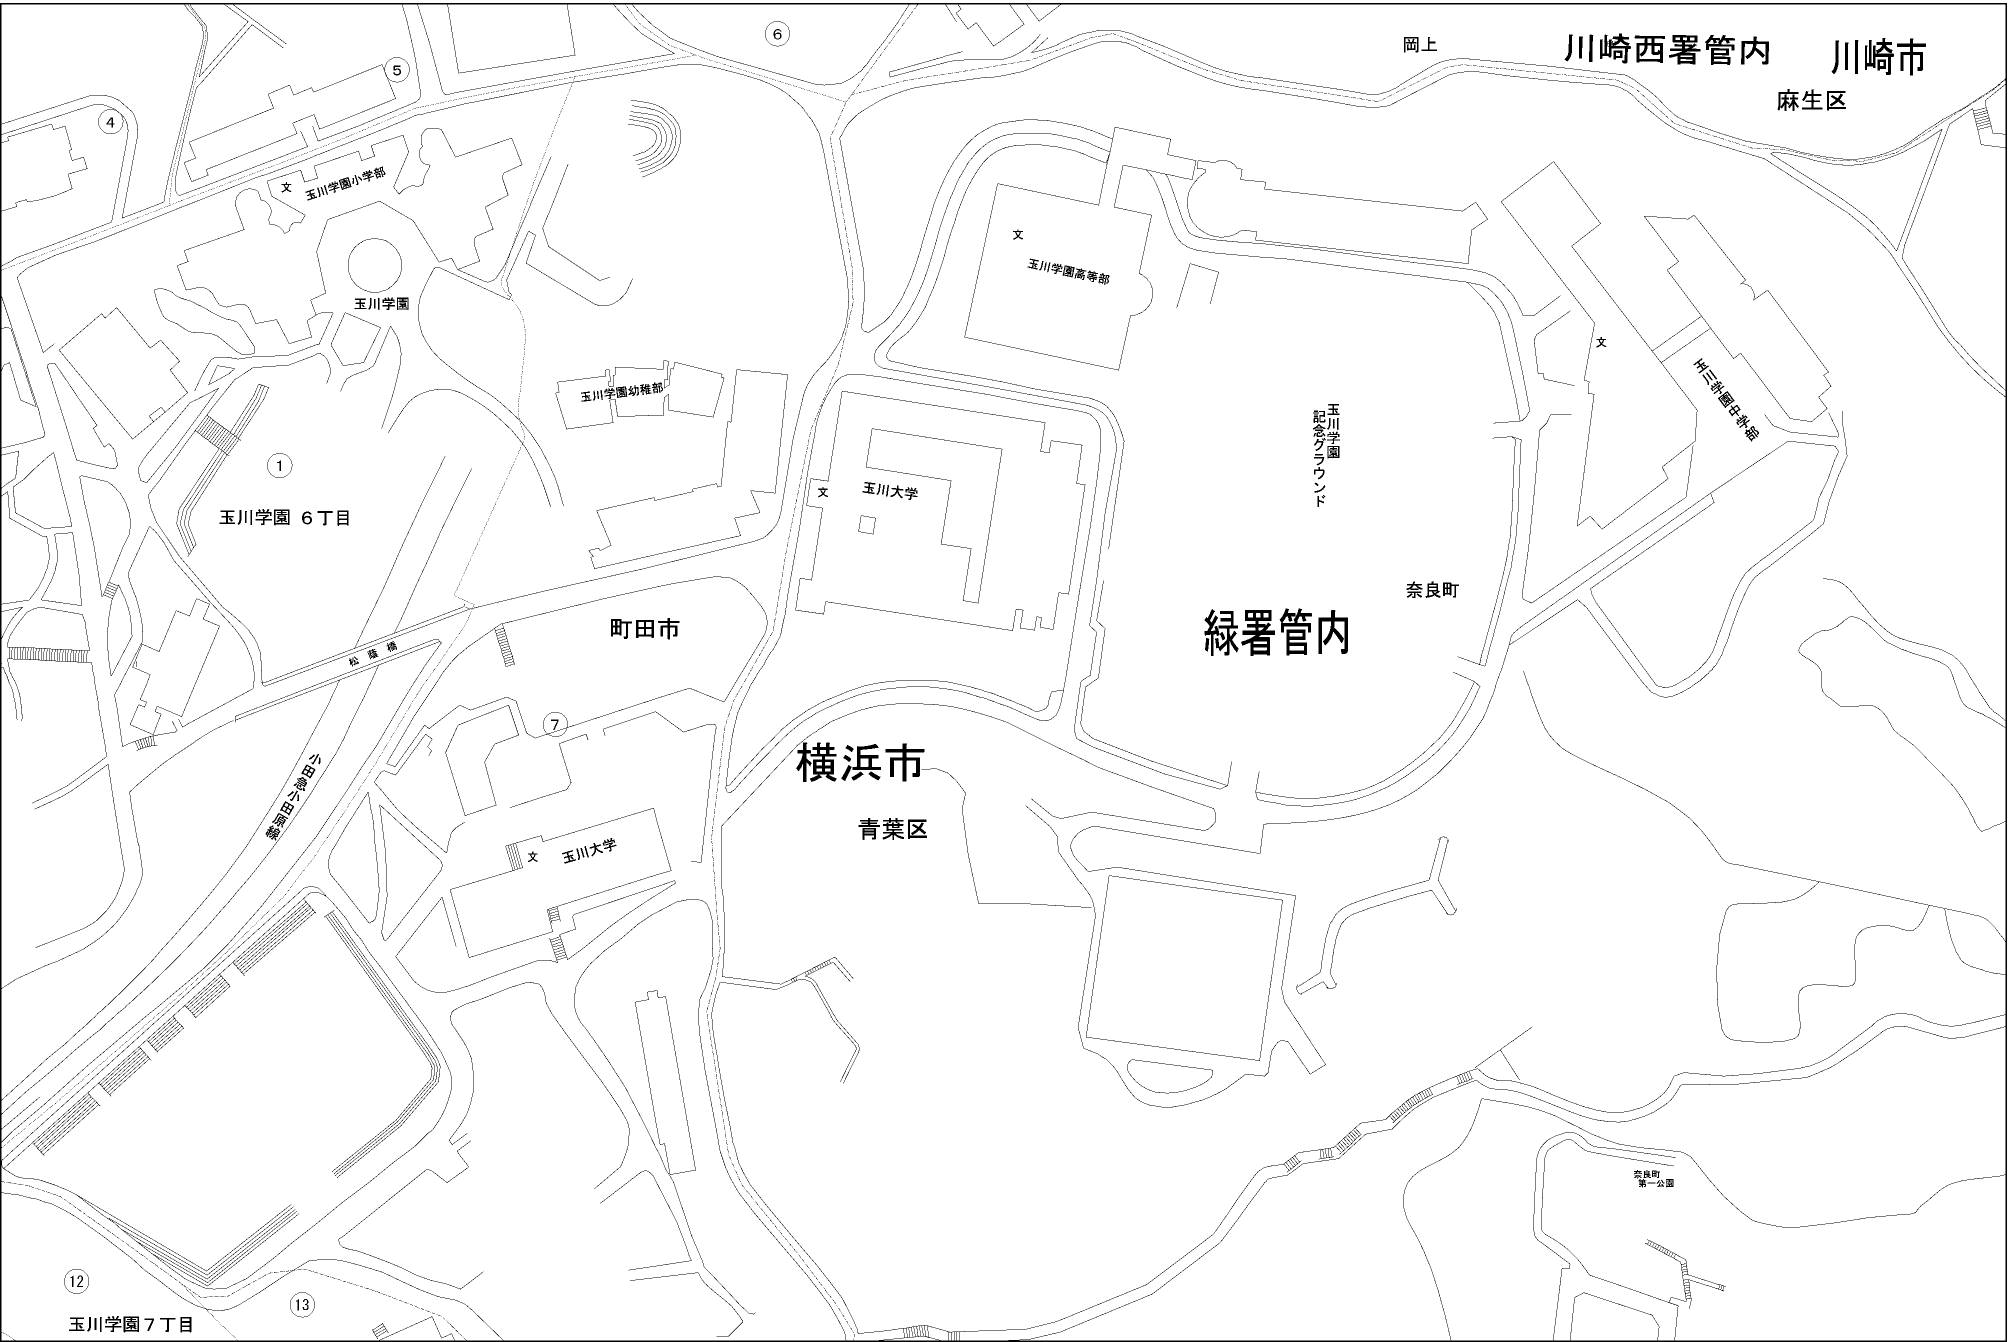 ⑥
岡上
川崎西署管内
川崎市
麻生区
⑤
④
文
玉川学園小学部
玉川学園
文
玉川学園高等部
文
玉川学園中学部
玉川学園幼稚部
玉川学園
記念グラウンド
①
玉川学園 6丁目
文
玉川大学
奈良町
緑署管内
町田市
松蔭橋
⑦
横浜市
小田急小田原線
青葉区
文
玉川大学
奈良町
第一公園
⑫
⑬
玉川学園7丁目